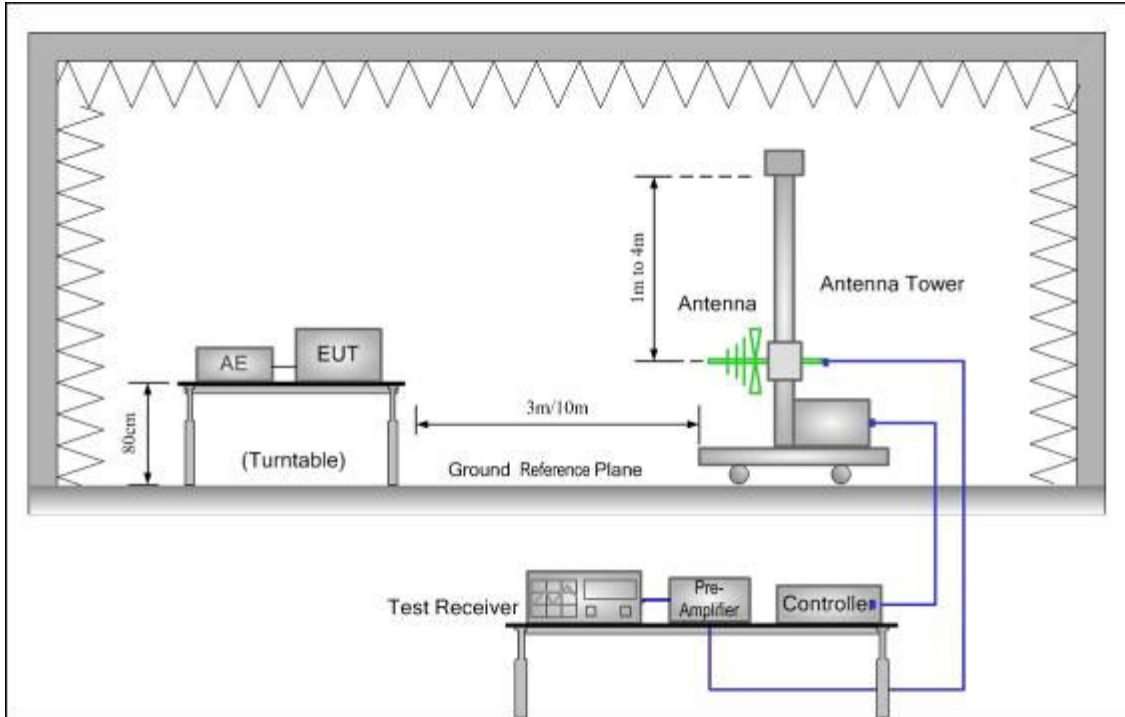 1m to 4m
Antenna Tower
Antenna
AE
EUT
80cm
3m/10m
(Turntable)
Ground Reference Plane
Test Receiver
Pre-
Amplifier
Controlle